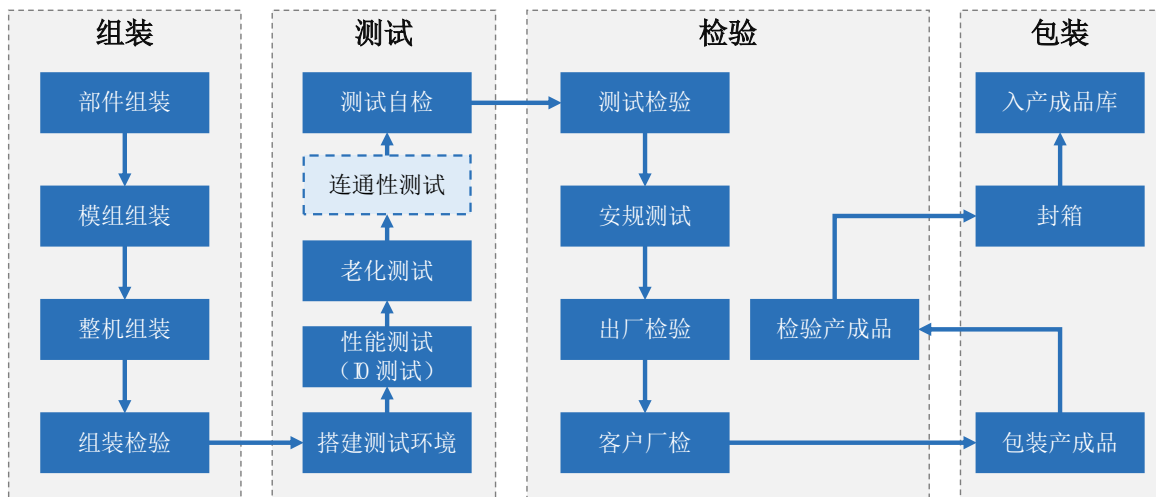 组装
部件组装
模组组装
整机组装
组装检验
测试
测试自检
连通性测试
老化测试
性能测试
（IO 测试）
搭建测试环境
检验
测试检验
安规测试
出厂检验
客户厂检
检验产成品
包装
入产成品库
封箱
包装产成品